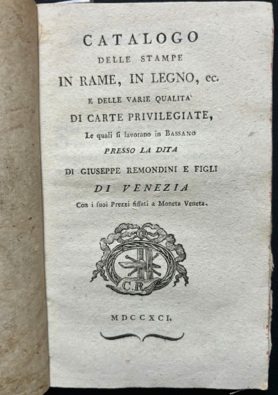 CATALOGO
DELLE STAMPE
IN RAME, IN LEGNO, ec.
E DELLE VARIE QUALITA'
DI CARTE PRIVILEGIATE,
Le quali si lavorano in BASSANO
PRESSO LA DITA
DI GIUSEPPE REMONDINI E FIGLI
DI VENEZIA
Con i suoi Prezzi fissati a Moneta Veneta.
C R
MDCCXCI.